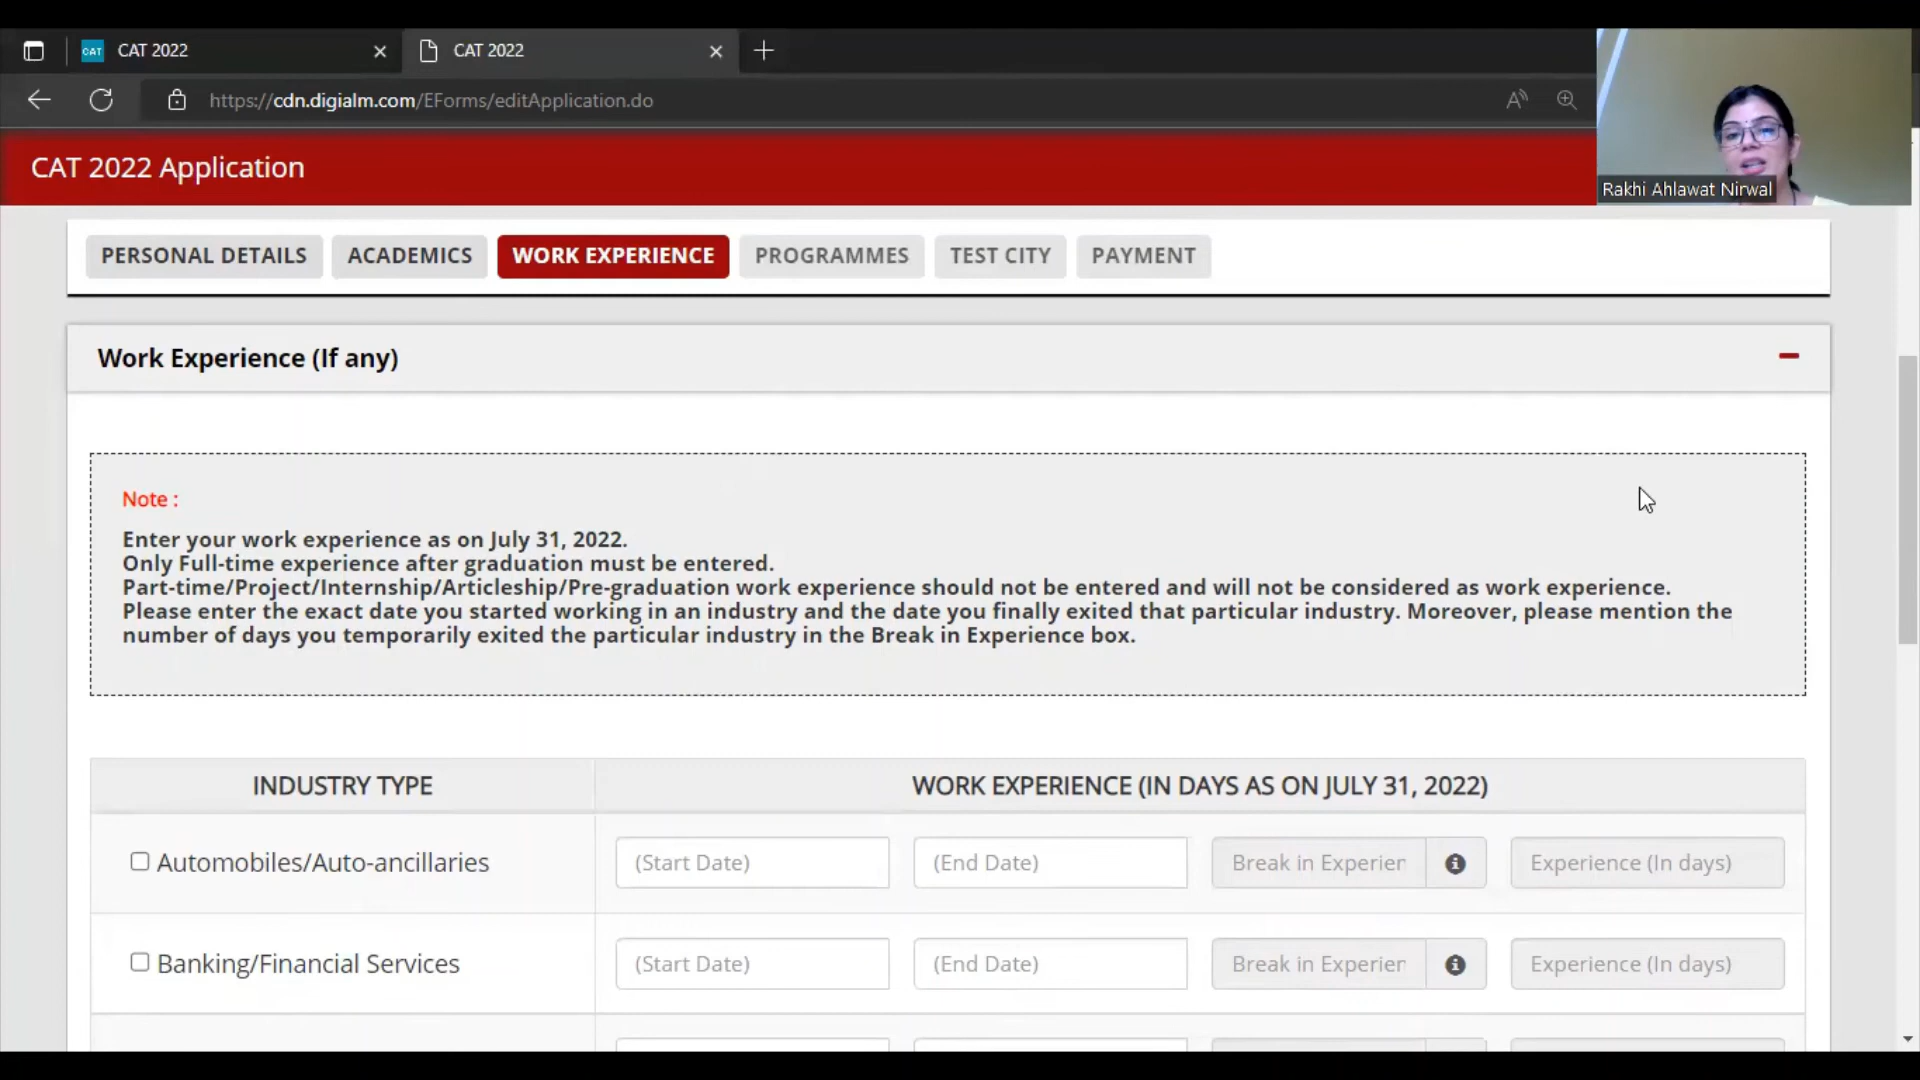 CAT CAT 2022 CAT 2022
https://cdn.digialm.com/EForms/editApplication.do
CAT 2022 Application
Rakhi Ahlawat Nirwal
PERSONAL DETAILS ACADEMICS WORK EXPERIENCE PROGRAMMES TEST CITY PAYMENT
Work Experience (If any)
Note :
Enter your work experience as on July 31, 2022.
Only Full-time experience after graduation must be entered.
Part-time/Project/Internship/Articleship/Pre-graduation work experience should not be entered and will not be considered as work experience.
Please enter the exact date you started working in an industry and the date you finally exited that particular industry. Moreover, please mention the
number of days you temporarily exited the particular industry in the Break in Experience box.
INDUSTRY TYPE WORK EXPERIENCE (IN DAYS AS ON JULY 31, 2022)
Automobiles/Auto-ancillaries (Start Date) (End Date) Break in Experier Experience (In days)
Banking/Financial Services (Start Date) (End Date) Break in Experier Experience (In days)